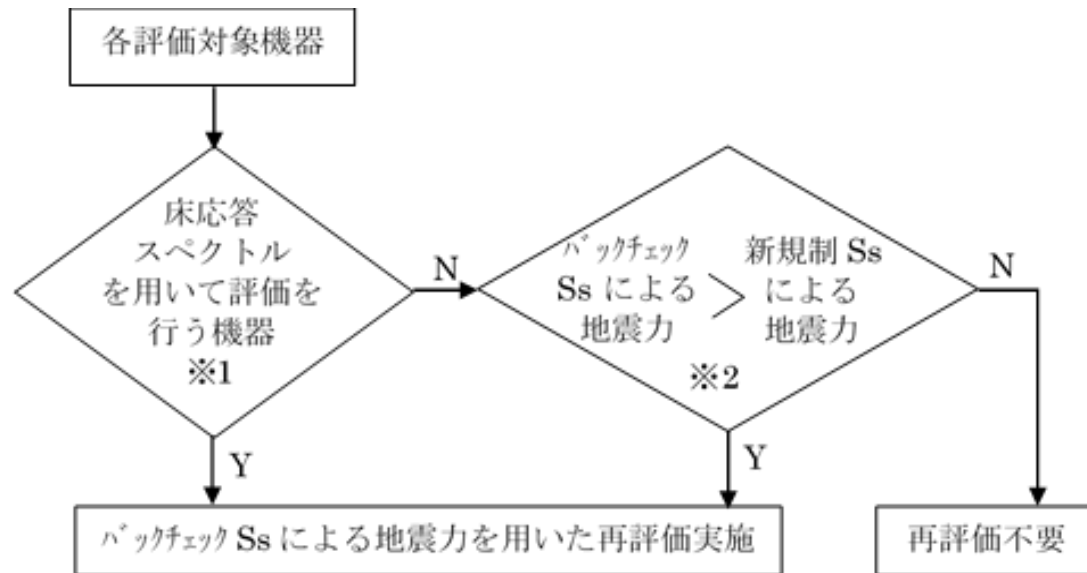 各評価対象機器
床応答
スペクトル
を用いて評価を
行う機器
※1
N
Y
バックチェック
Ss による
地震力
>
新規制 Ss
による
地震力
※2
N
Y
バックチェック Ss による地震力を用いた再評価実施
再評価不要